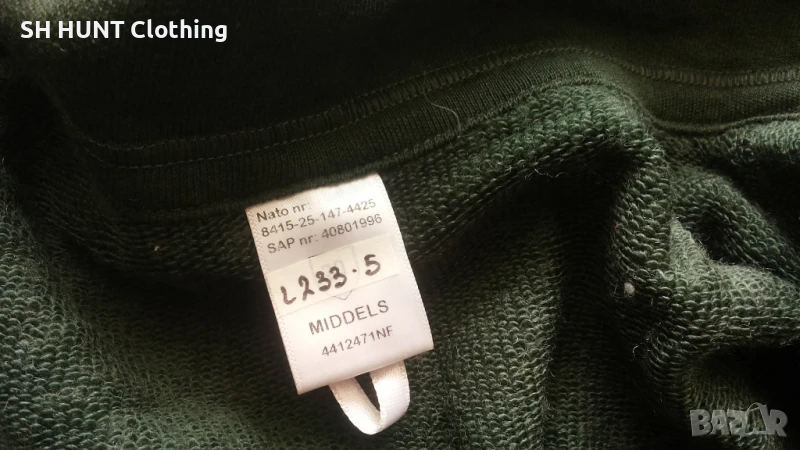 SH HUNT Clothing
Nato nr:
8415-25-147-4425
SAP nr: 40801996
L233.5
MIDDELS
4412471NF
BAZAR